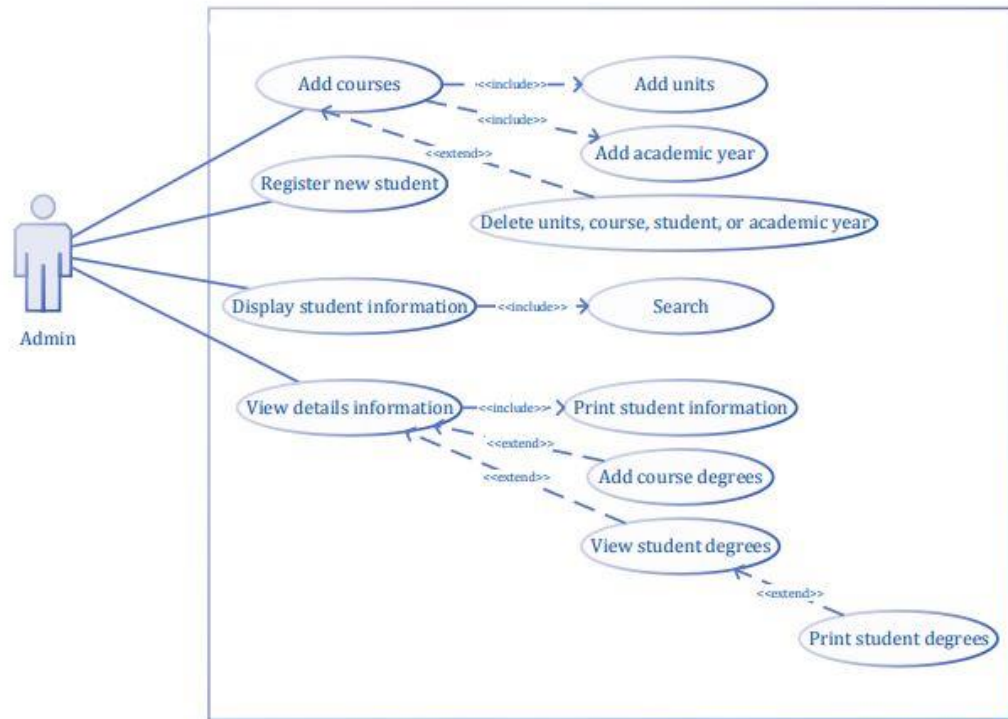 Add courses
<<include>>
Add units
<<include>>
Add academic year
<<extend>>
Register new student
Delete units, course, student, or academic year
Admin
Display student information
<<include>>
Search
View details information
<<include>>
Print student information
<<extend>>
Add course degrees
<<extend>>
View student degrees
<<extend>>
Print student degrees